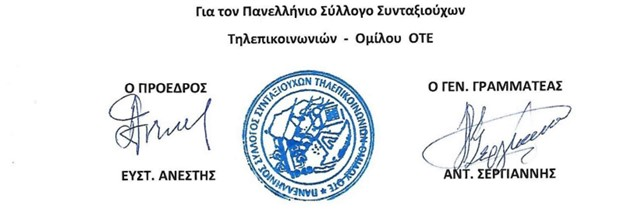 Για τον Πανελλήνιο Σύλλογο Συνταξιούχων
Τηλεπικοινωνιών - Ομίλου ΟΤΕ
Ο ΠΡΟΕΔΡΟΣ
Ο ΓΕΝ. ΓΡΑΜΜΑΤΕΑΣ
ΠΑΝΕΛΛΗΝΙΟΣ ΣΥΛΛΟΓΟΣ ΣΥΝΤΑΞΙΟΥΧΩΝ ΤΗΛΕΠΙΚΟΙΝΩΝΙΩΝ-ΟΜΙΛΟΥ-ΟΤΕ
ΕΥΣΤ. ΑΝΕΣΤΗΣ
ΑΝΤ. ΣΕΡΓΙΑΝΝΗΣ